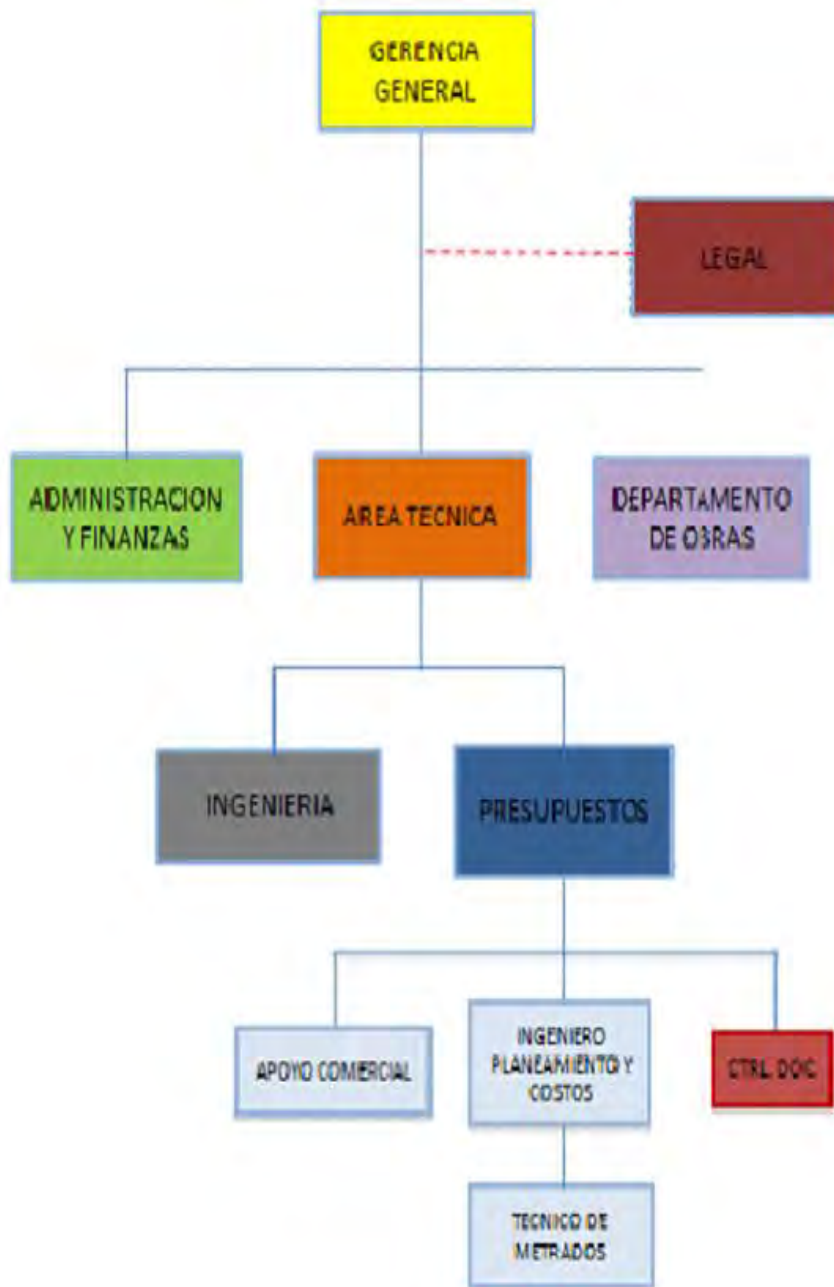 GERENCIA
GENERAL
LEGAL
ADMINISTRACION
Y FINANZAS
AREA TECNICA
DEPARTAMENTO
DE OBRAS
INGENIERIA
PRESUPUESTOS
APOYO COMERCIAL
INGENIERO
PLANEAMIENTO Y
COSTOS
CTRL. DOC
TECNICO DE
METRADOS